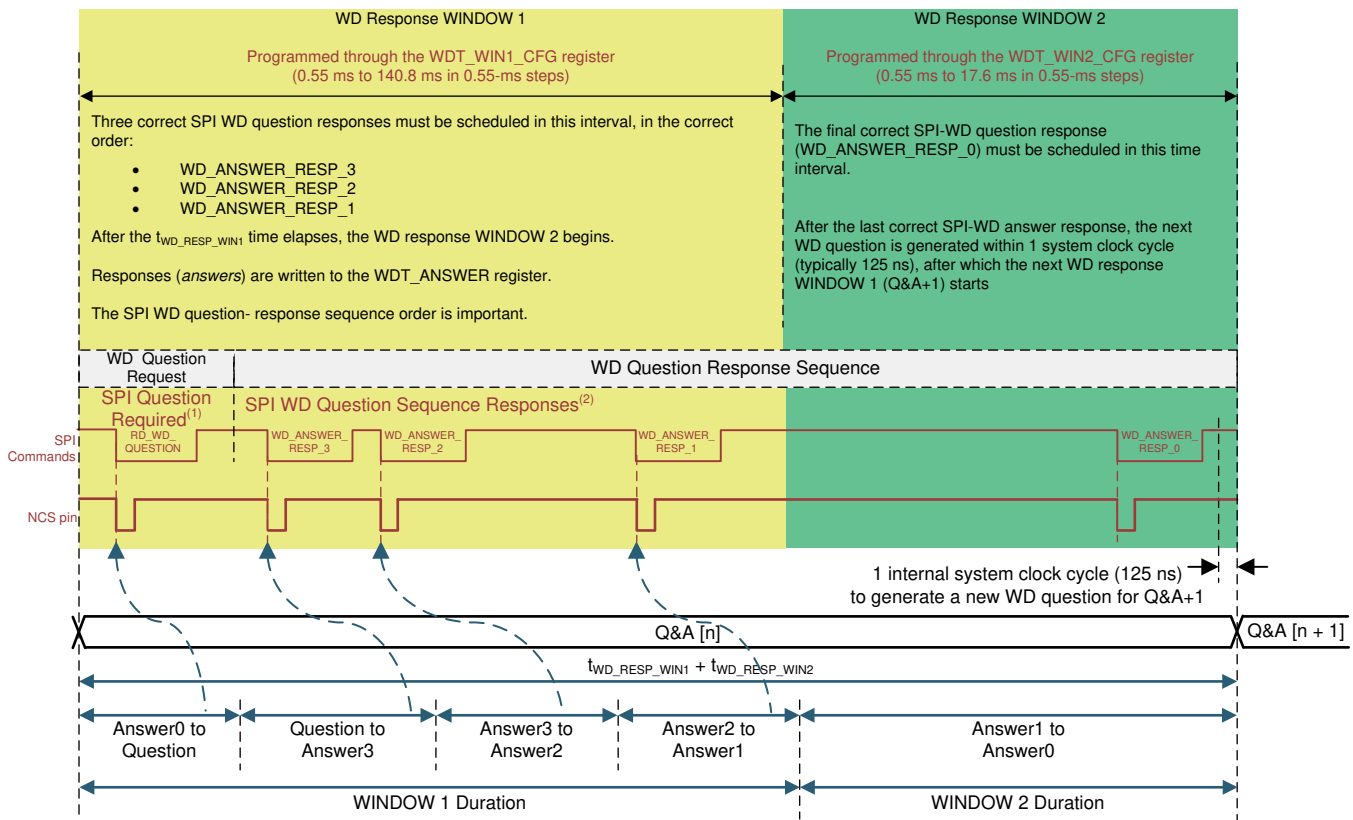 WD Response WINDOW 1
Programmed through the WDT_WIN1_CFG register
(0.55 ms to 140.8 ms in 0.55-ms steps)
Three correct SPI WD question responses must be scheduled in this interval, in the correct
order:
• WD_ANSWER_RESP_3
• WD_ANSWER_RESP_2
• WD_ANSWER_RESP_1
After the tWD_RESP_WIN1 time elapses, the WD response WINDOW 2 begins.
Responses (answers) are written to the WDT_ANSWER register.
The SPI WD question- response sequence order is important.
WD Response WINDOW 2
Programmed through the WDT_WIN2_CFG register
(0.55 ms to 17.6 ms in 0.55-ms steps)
The final correct SPI-WD question response
(WD_ANSWER_RESP_0) must be scheduled in this time
interval.
After the last correct SPI-WD answer response, the next
WD question is generated within 1 system clock cycle
(typically 125 ns), after which the next WD response
WINDOW 1 (Q&A+1) starts
WD Question
Request
WD Question Response Sequence
SPI Question
Required(1)
SPI WD Question Sequence Responses(2)
SPI
Commands
RD_WD_
QUESTION
WD_ANSWER_
RESP_3
WD_ANSWER_
RESP_2
WD_ANSWER_
RESP_1
WD_ANSWER_
RESP_0
NCS pin
1 internal system clock cycle (125 ns)
to generate a new WD question for Q&A+1
Q&A [n]
Q&A [n + 1]
tWD_RESP_WIN1 + tWD_RESP_WIN2
Answer0 to
Question
Question to
Answer3
Answer3 to
Answer2
Answer2 to
Answer1
Answer1 to
Answer0
WINDOW 1 Duration
WINDOW 2 Duration